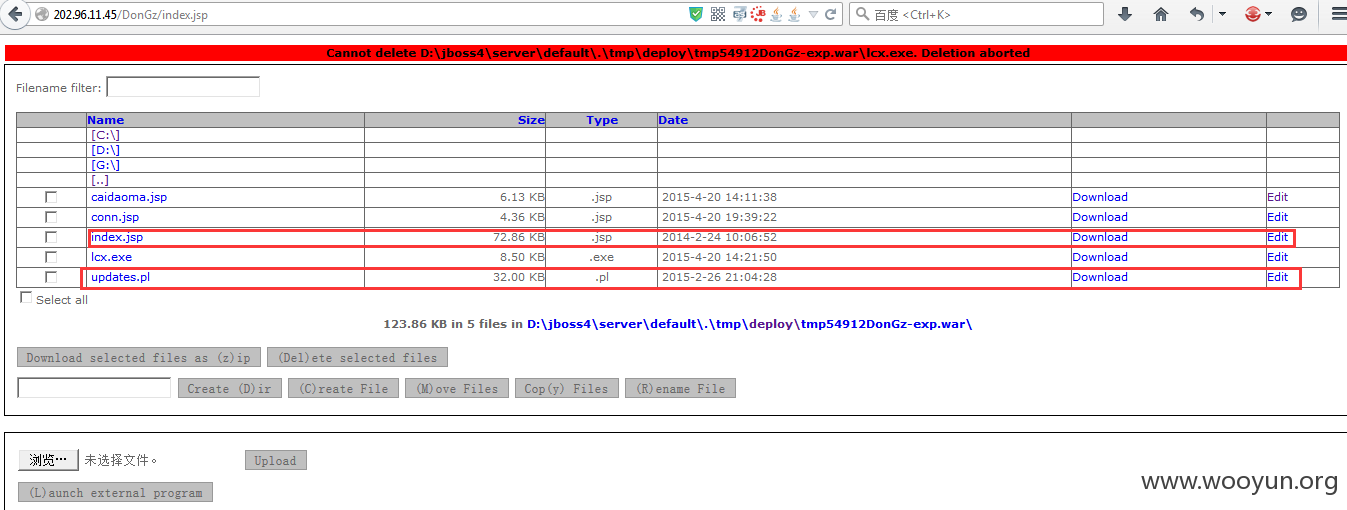 202.96.11.45/DonGz/index.jsp 百度 <Ctrl+K>
Cannot delete D:\jboss4\server\default\.\tmp\deploy\tmp54912DonGz-exp.war\lcx.exe. Deletion aborted
Filename filter:
Name Size Type Date
[C:\]
[D:\]
[G:\]
[..]
caidaoma.jsp 6.13 KB .jsp 2015-4-20 14:11:38 Download Edit
conn.jsp 4.36 KB .jsp 2015-4-20 19:39:22 Download Edit
index.jsp 72.86 KB .jsp 2014-2-24 10:06:52 Download Edit
lcx.exe 8.50 KB .exe 2015-4-20 14:21:50 Download Edit
updates.pl 32.00 KB .pl 2015-2-26 21:04:28 Download Edit
Select all
123.86 KB in 5 files in D:\jboss4\server\default\.\tmp\deploy\tmp54912DonGz-exp.war\
Download selected files as (z)ip (Del)ete selected files
Create (D)ir (C)reate File (M)ove Files Cop(y) Files (R)ename File
浏览… 未选择文件。 Upload
(L)aunch external program
www.wooyun.org